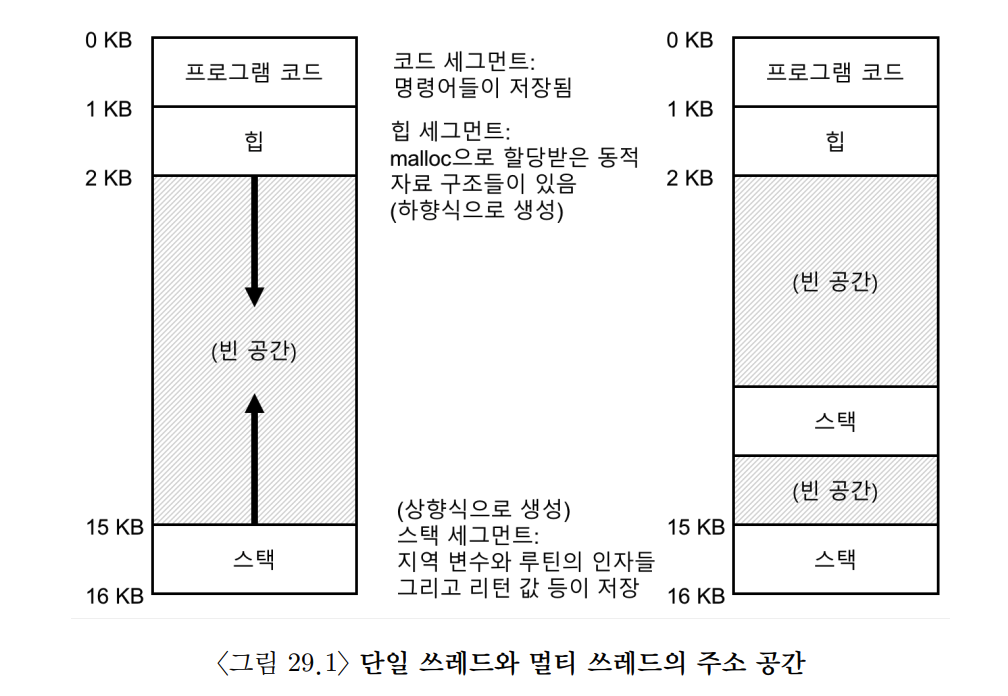 0 KB
프로그램 코드
1 KB
힙
2 KB
(빈 공간)
15 KB
스택
16 KB
코드 세그먼트:
명령어들이 저장됨
힙 세그먼트:
malloc으로 할당받은 동적
자료 구조들이 있음
(하향식으로 생성)
(상향식으로 생성)
스택 세그먼트:
지역 변수와 루틴의 인자들
그리고 리턴 값 등이 저장
0 KB
프로그램 코드
1 KB
힙
2 KB
(빈 공간)
스택
(빈 공간)
15 KB
스택
16 KB
〈그림 29.1〉 단일 쓰레드와 멀티 쓰레드의 주소 공간